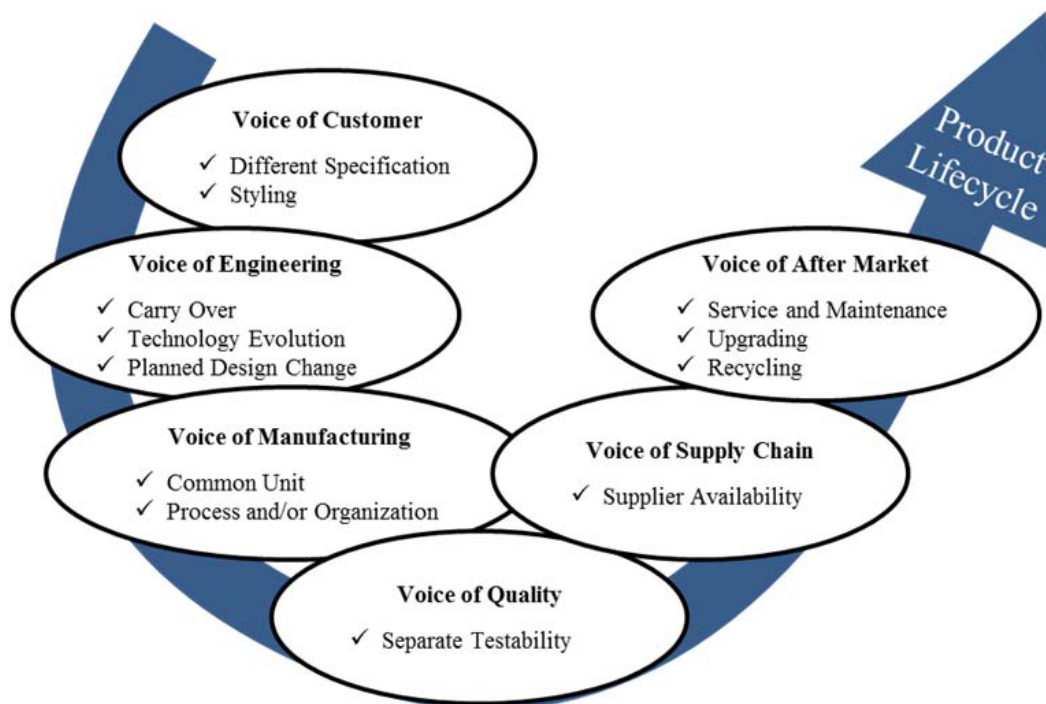 Voice of Customer
✓ Different Specification
✓ Styling
Voice of Engineering
✓ Carry Over
✓ Technology Evolution
✓ Planned Design Change
Voice of Manufacturing
✓ Common Unit
✓ Process and/or Organization
Voice of Quality
✓ Separate Testability
Voice of Supply Chain
✓ Supplier Availability
Voice of After Market
✓ Service and Maintenance
✓ Upgrading
✓ Recycling
Product
Lifecycle